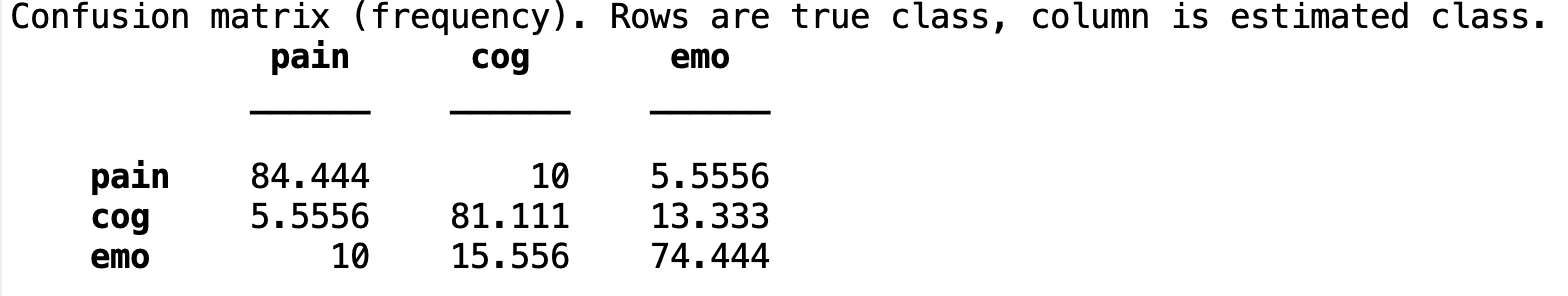 Confusion matrix (frequency). Rows are true class, column is estimated class.
pain cog emo
pain 84.444 10 5.5556
cog 5.5556 81.111 13.333
emo 10 15.556 74.444